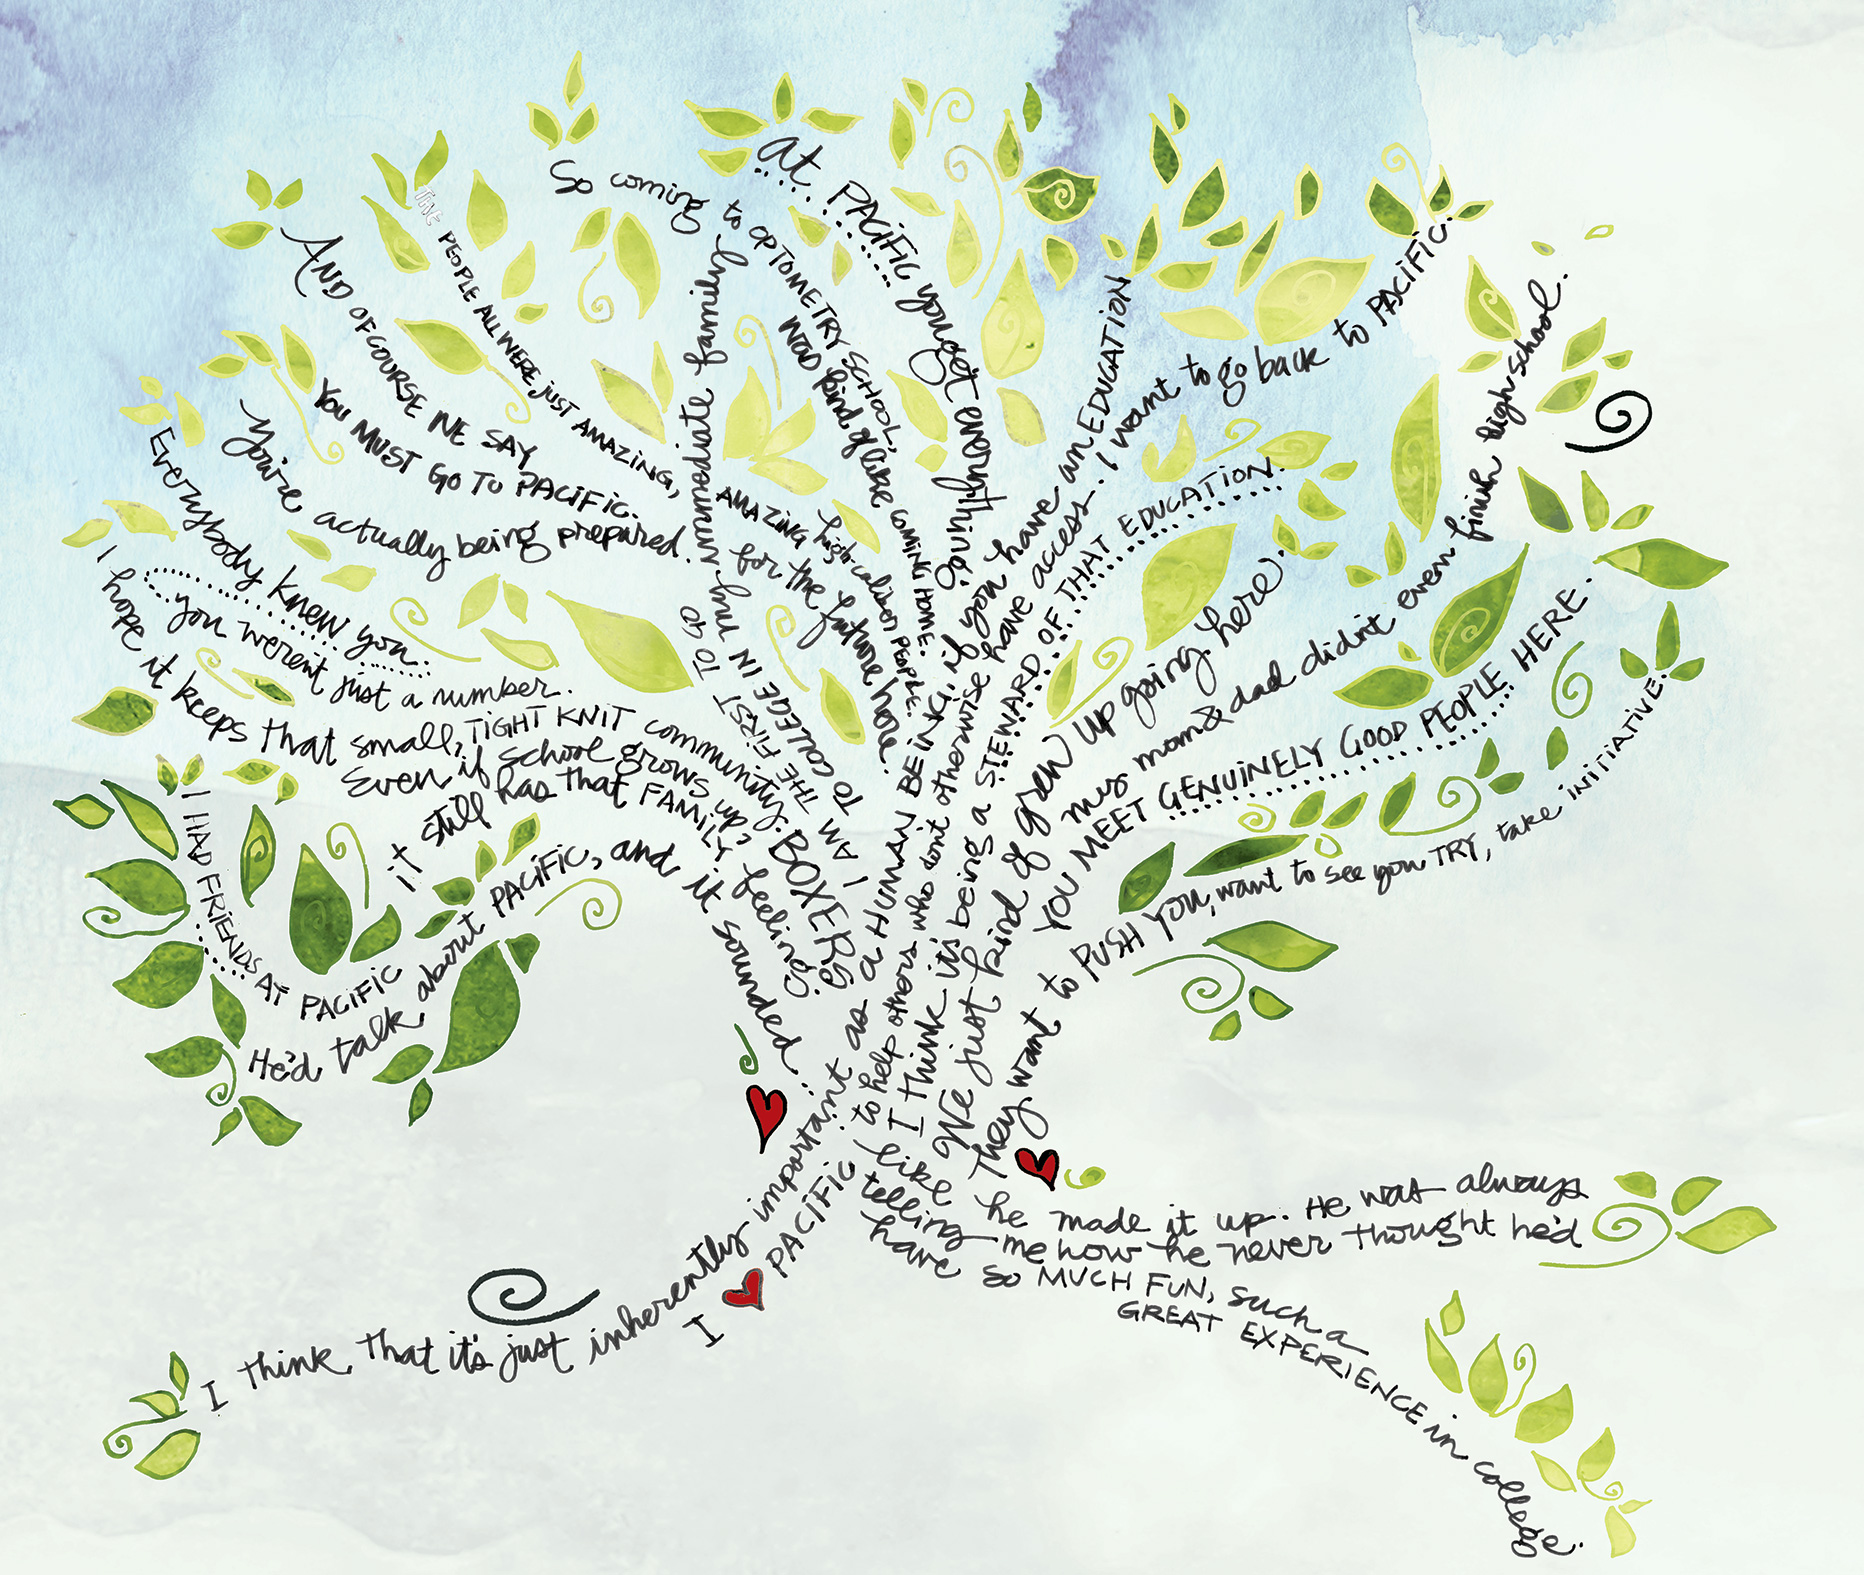 So coming to OPTOMETRY SCHOOL,
WAS kind of like COMING HOME.
at PACIFIC you get everything
THE PEOPLE ALL WERE JUST AMAZING, AMAZING high caliber PEOPLE.
AND OF COURSE WE SAY
YOU MUST GO TO PACIFIC.
You're actually being prepared. for the future here.
Everybody knew you..
you weren't just a number.
I hope it keeps that small, TIGHT KNIT community.
Even if school grows up,
it still has that FAMILY feeling.
BOXERS
I AM THE FIRST TO GO
TO COLLEGE IN my immediate family
I HAD FRIENDS AT PACIFIC
He'd talk about PACIFIC, and it sounded...
like he made it up. He was always
telling me how he never thought he'd
have so MUCH FUN, such a
GREAT EXPERIENCE in college.
I think that it's just inherently important as a HUMAN BEING, if you have an EDUCATION
to help others who don't otherwise have access. I want to go back to PACIFIC.
I think it's being a STEWARD OF THAT EDUCATION.
We just kind of grew up going here.
my mom & dad didn't even finish high school.
YOU MEET GENUINELY GOOD PEOPLE HERE.
They want to PUSH YOU, want to see you TRY, take INITIATIVE.
I PACIFIC